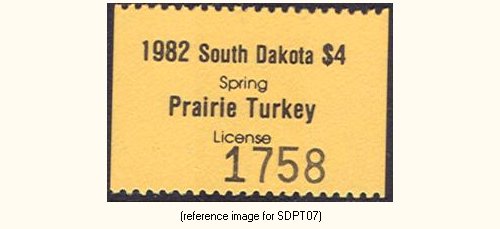 1982 South Dakota $4
Spring
Prairie Turkey
License
1758
(reference image for SDPT07)